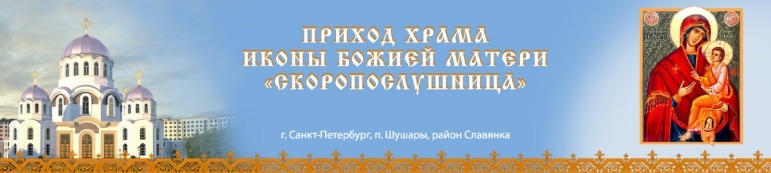 ПРИХОД ХРАМА
ИКОНЫ БОЖИЕЙ МАТЕРИ
«СКОРОПОСЛУШНИЦА»
г. Санкт-Петербург, п. Шушары, район Славянка